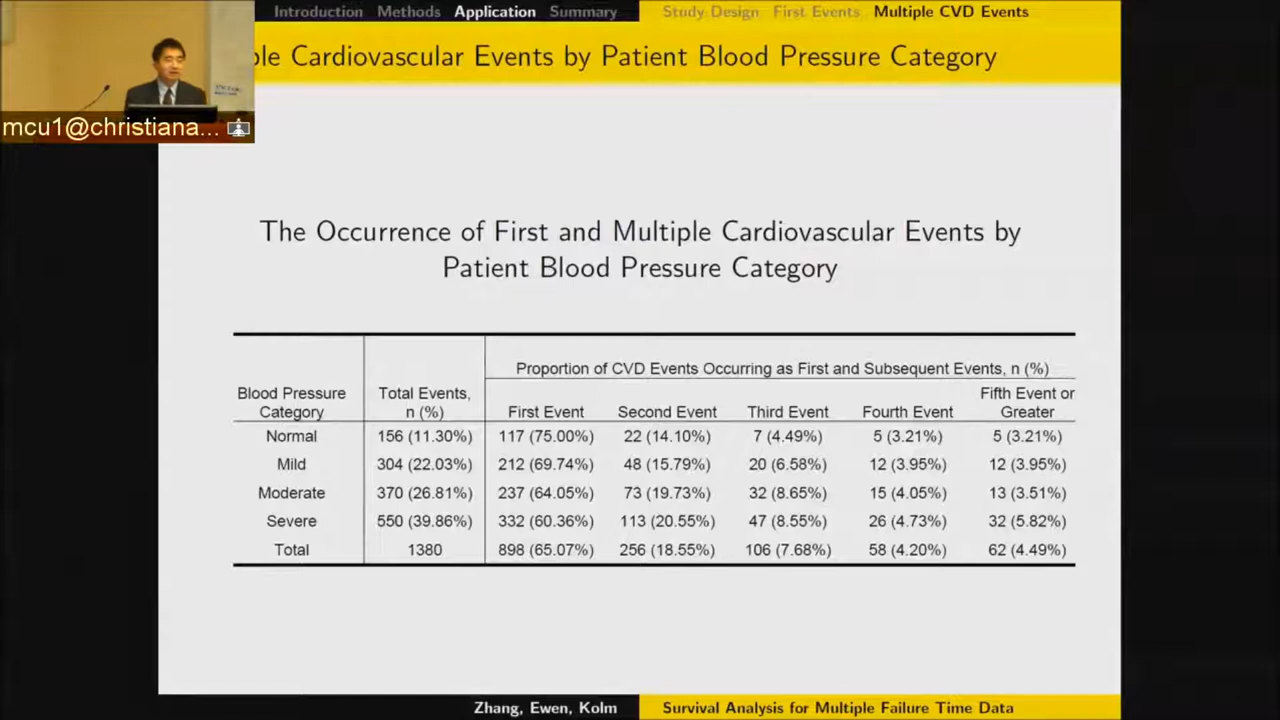 Introduction Methods Application Summary Study Design First Events Multiple CVD Events
ple Cardiovascular Events by Patient Blood Pressure Category
mcu1@christiana...
The Occurrence of First and Multiple Cardiovascular Events by
Patient Blood Pressure Category
Proportion of CVD Events Occurring as First and Subsequent Events, n (%)
Blood Pressure Category Total Events, n (%) First Event Second Event Third Event Fourth Event Fifth Event or Greater
Normal 156 (11.30%) 117 (75.00%) 22 (14.10%) 7 (4.49%) 5 (3.21%) 5 (3.21%)
Mild 304 (22.03%) 212 (69.74%) 48 (15.79%) 20 (6.58%) 12 (3.95%) 12 (3.95%)
Moderate 370 (26.81%) 237 (64.05%) 73 (19.73%) 32 (8.65%) 15 (4.05%) 13 (3.51%)
Severe 550 (39.86%) 332 (60.36%) 113 (20.55%) 47 (8.55%) 26 (4.73%) 32 (5.82%)
Total 1380 898 (65.07%) 256 (18.55%) 106 (7.68%) 58 (4.20%) 62 (4.49%)
Zhang, Ewen, Kolm Survival Analysis for Multiple Failure Time Data